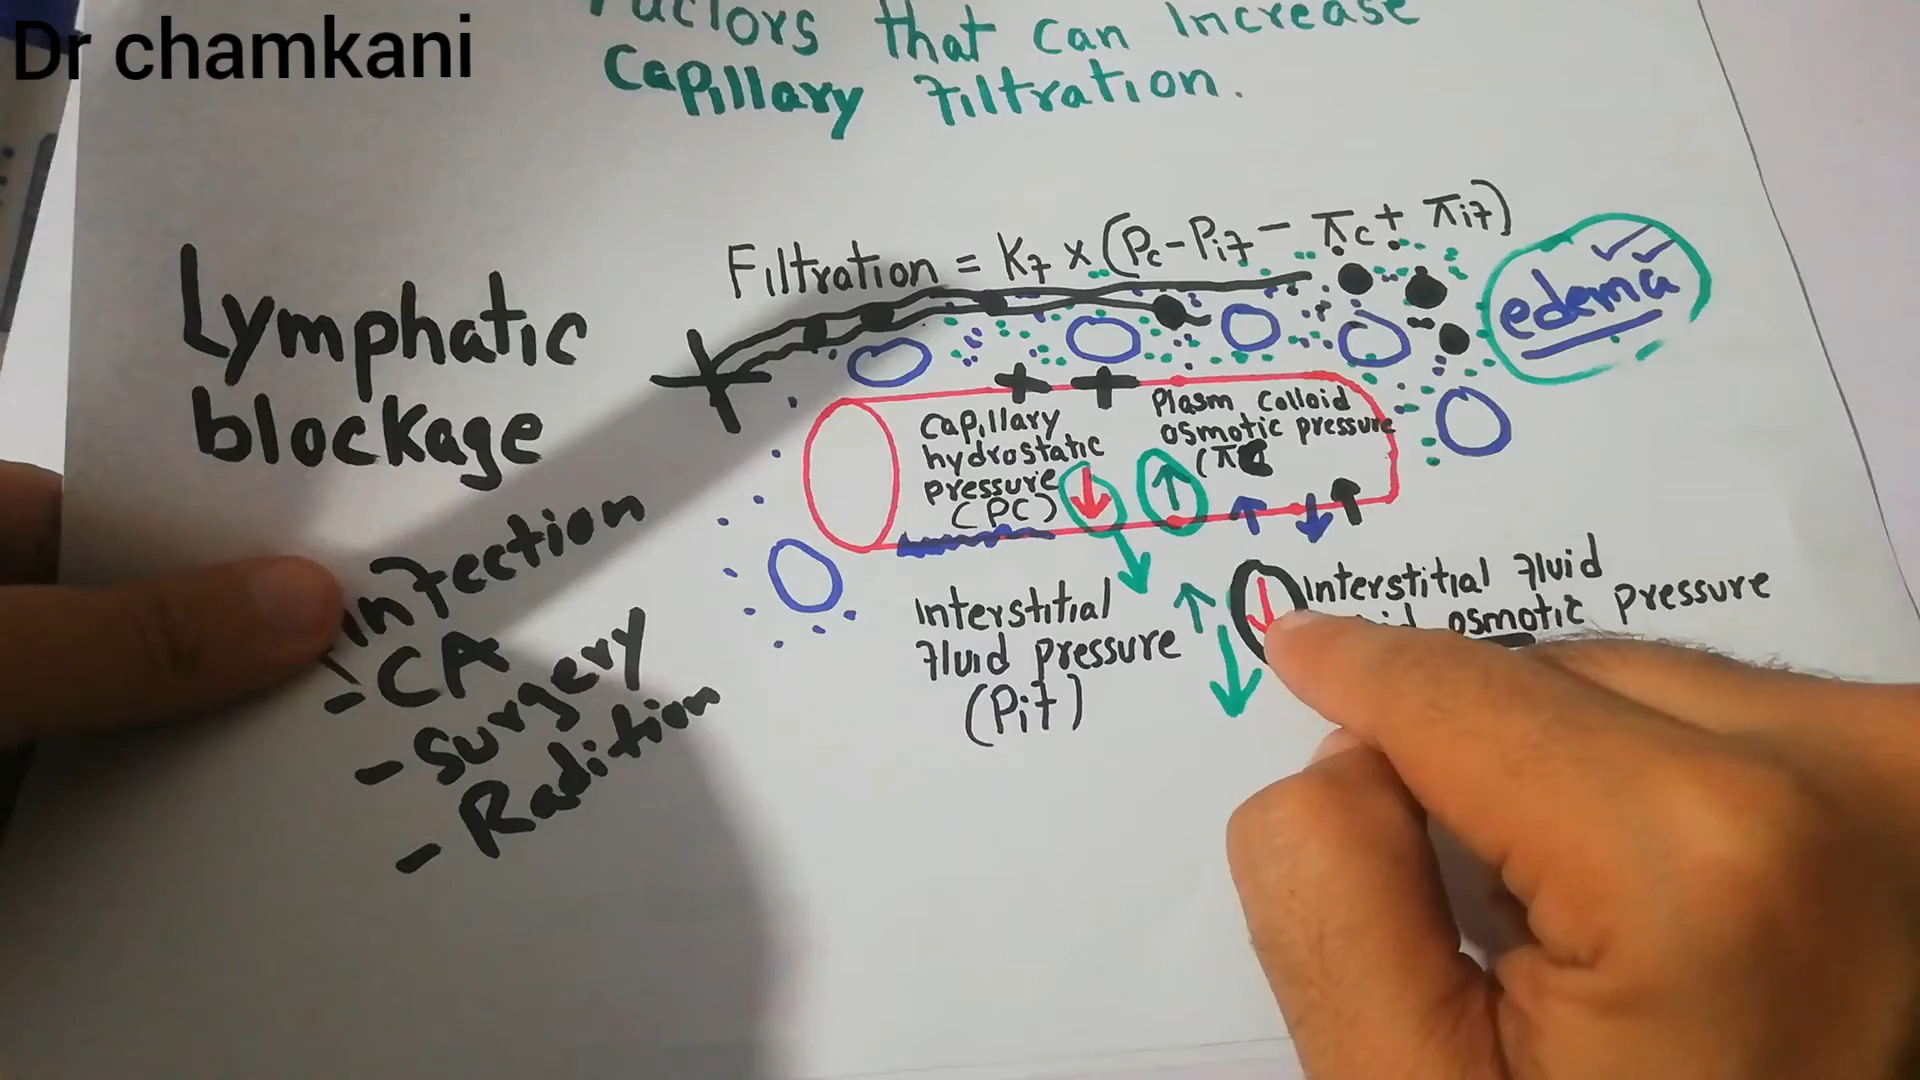 Dr chamkani
Factors that can increase
Capillary Filtration.
Filtration = Kf x (Pc-Pif - πc + πif)
edema
Lymphatic
blockage
Infection
- CA
- Surgery
- Radition
Capillary
hydrostatic
pressure
(PC)
Plasm Colloid
osmotic pressure
(πC
Interstitial
Fluid pressure
(Pif)
Interstitial Fluid
osmotic pressure